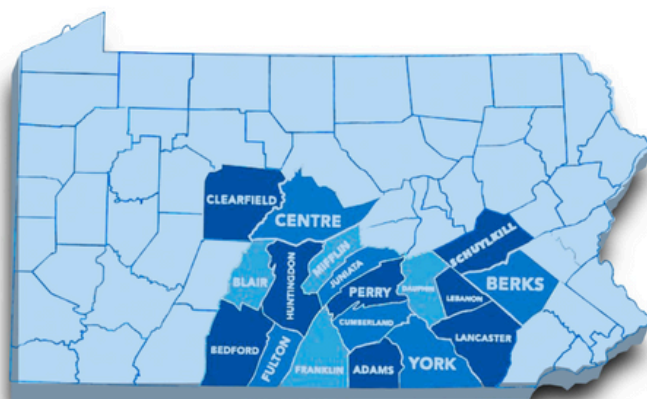 CLEARFIELD
CENTRE
MIFFLIN
SCHUYLKILL
JUNIATA
BLAIR
HUNTINGDON
PERRY
DAUPHIN
LEBANON
BERKS
CUMBERLAND
BEDFORD
FULTON
FRANKLIN
ADAMS
YORK
LANCASTER